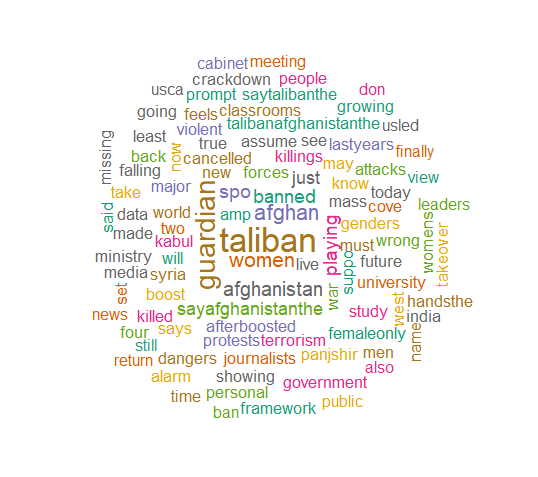 cabinet meeting
crackdown people
usca prompt saytalibanthe don
going feels classrooms growing
missing violent talibanafghanistanthe usled
least true assume see lastyears finally
back now cancelled killings may attacks view
falling new forces just know today leaders
take major spo banned mass cove
said data world amp afghan genders womens
made two guardian taliban playing must wrong takeover
kabul women live suppo future
ministry will
media syria afghanistan war university
set boost sayafghanistanthe study west handsthe
news killed says afterboosted femaleonly india
four protests terrorism panjshir men name
still
return dangers journalists also
alarm showing government
time personal public
ban framework